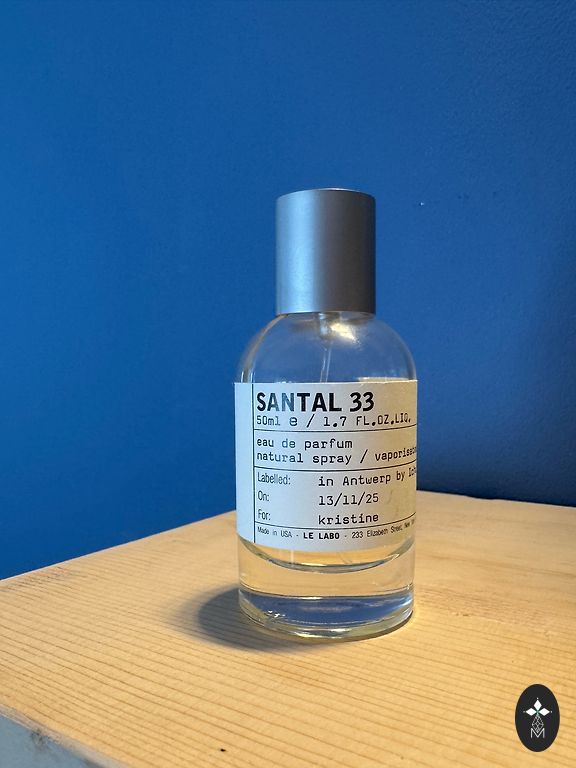 SANTAL 33
50ml e / 1.7 FL.OZ.LIQ.
eau de parfum
natural spray /
Labelled: in Antwerp by
On: 13/11/25
For: kristine
Made in USA - LE LABO - 233 Elizabeth Street, New